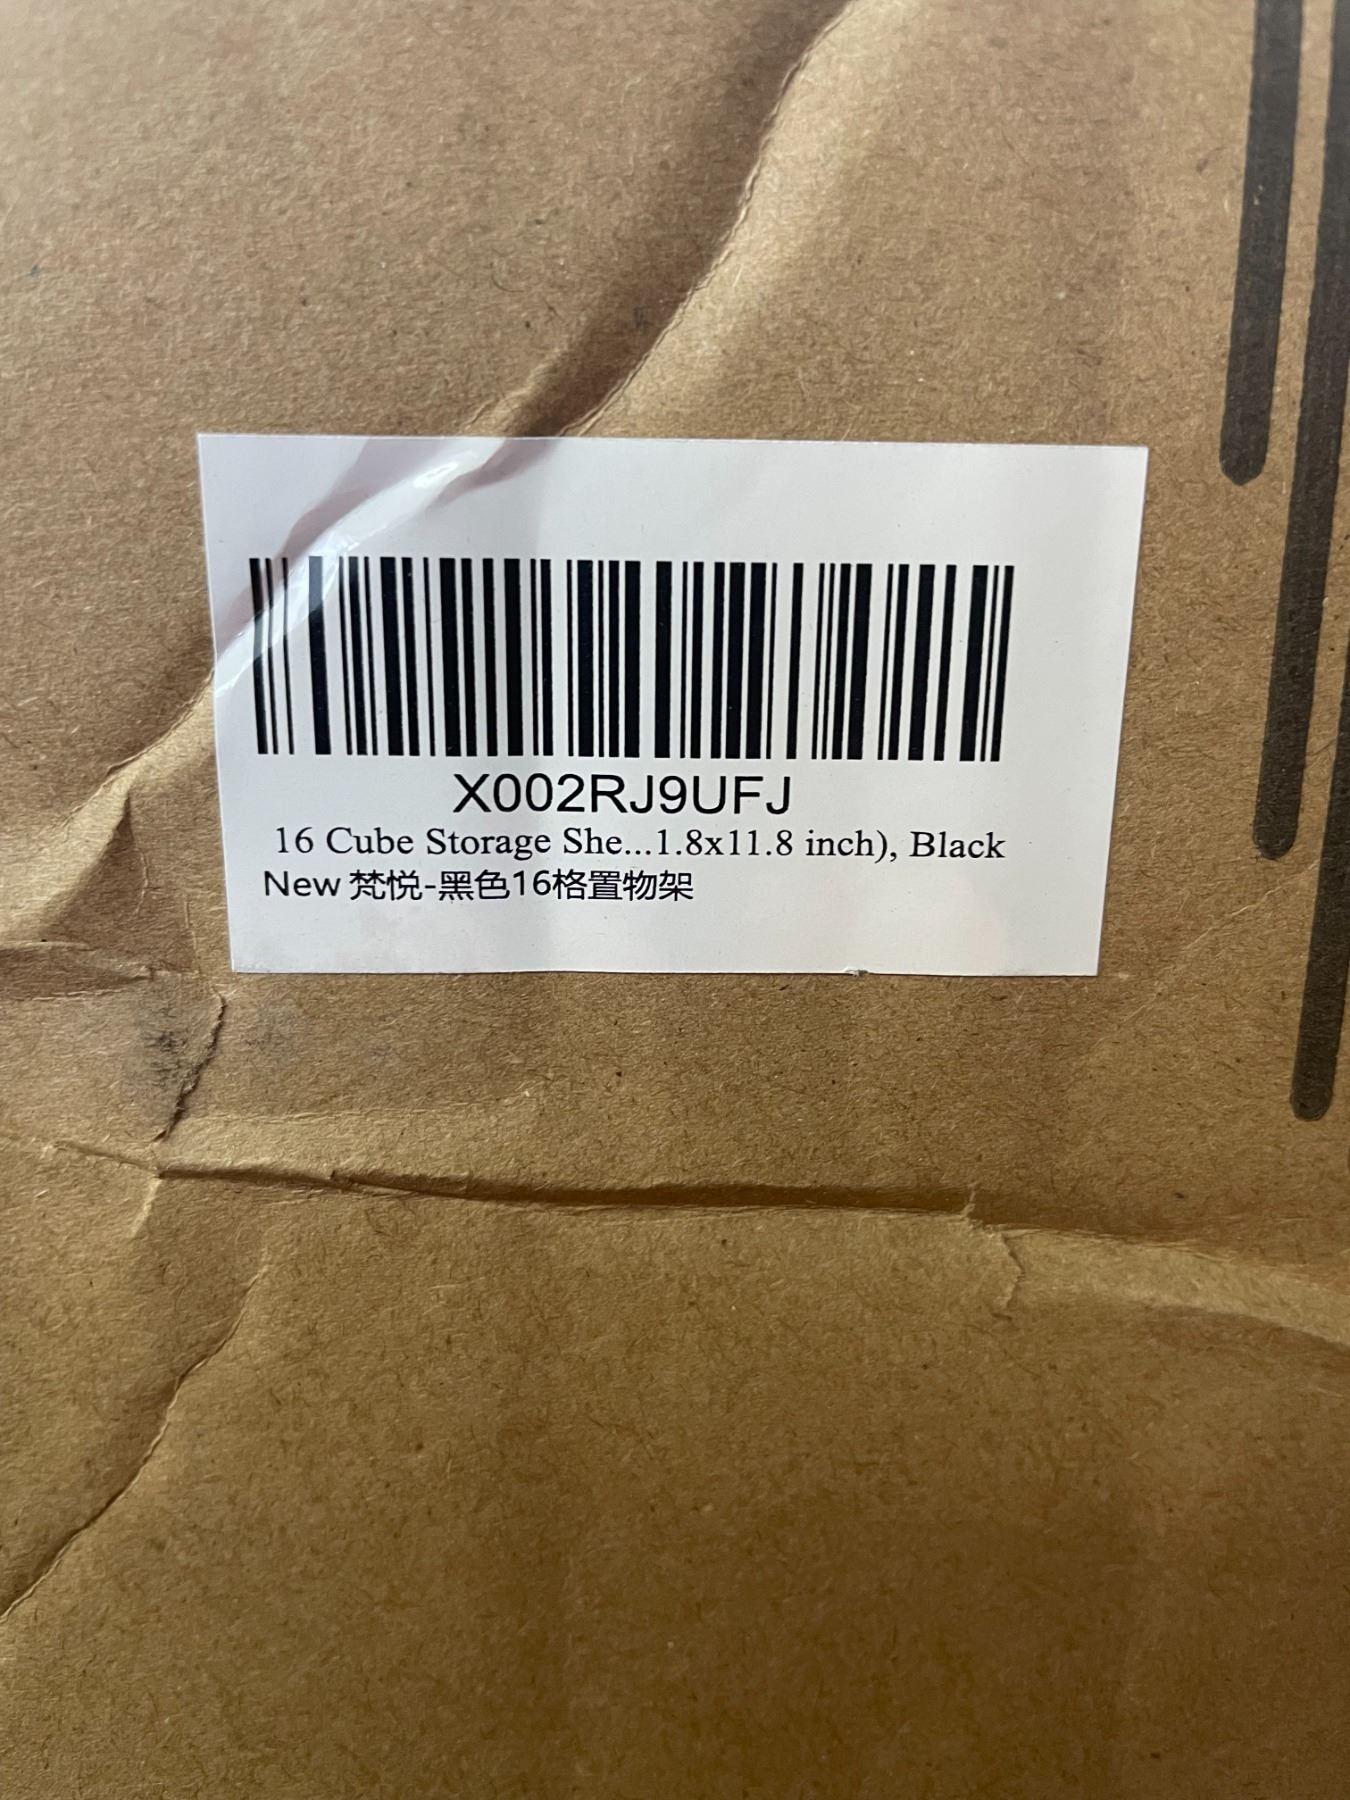 X002RJ9UFJ
16 Cube Storage She...1.8x11.8 inch), Black
New 梵悦-黑色16格置物架